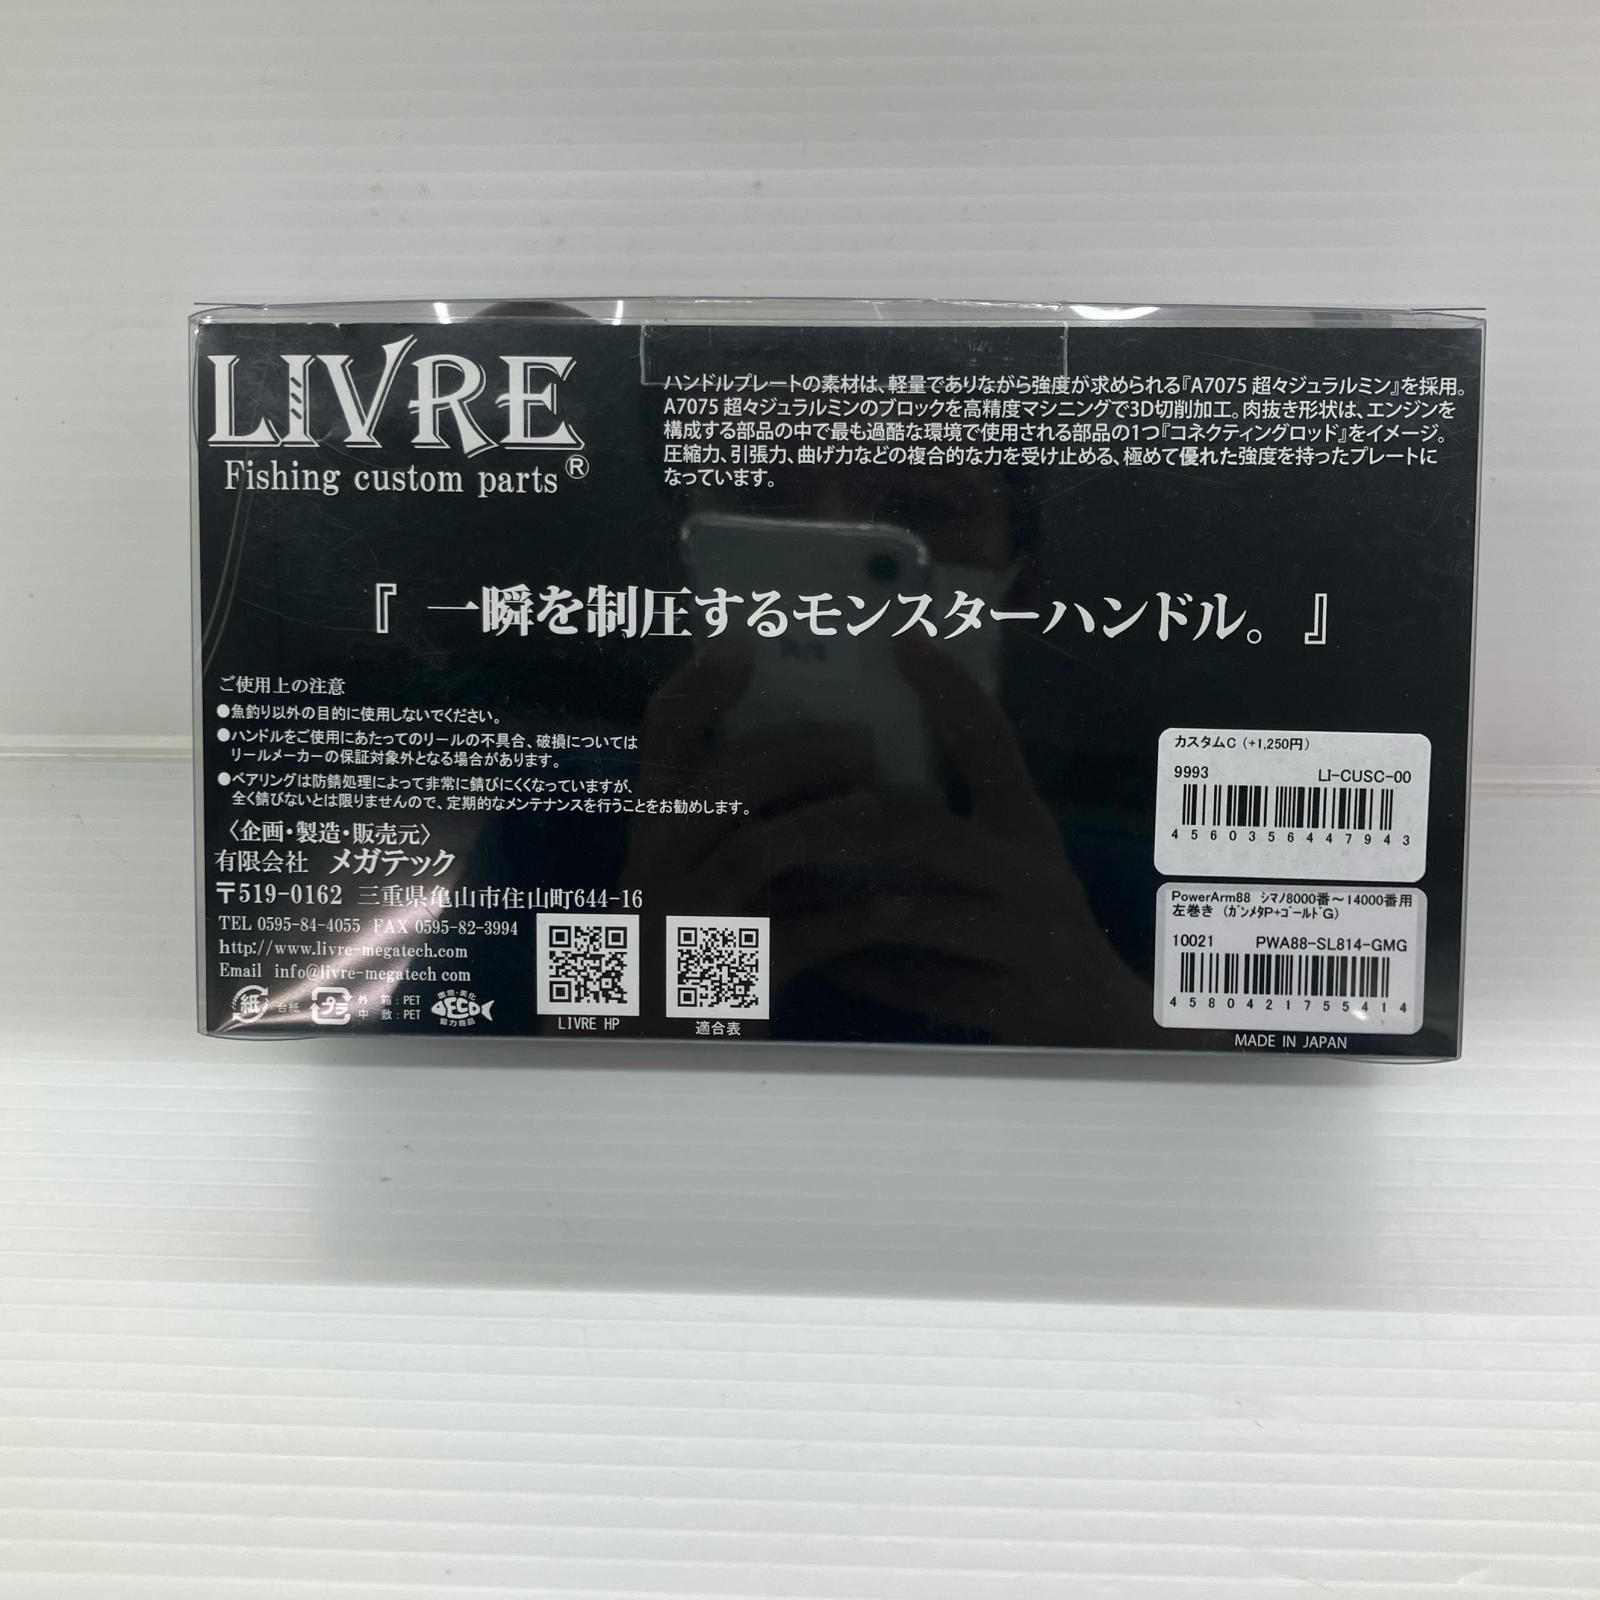 LIVRE
Fishing custom parts®
ハンドルプレートの素材は、軽量でありながら強度が求められる『A7075 超々ジュラルミン』を採用。
A7075 超々ジュラルミンのブロックを高精度マシニングで3D切削加工。肉抜き形状は、エンジンを
構成する部品の中で最も過酷な環境で使用される部品の1つ『コネクティングロッド』をイメージ。
圧縮力、引張力、曲げ力などの複合的な力を受け止める、極めて優れた強度を持ったプレートに
なっています。
『 一瞬を制圧するモンスターハンドル。 』
ご使用上の注意
●魚釣り以外の目的に使用しないでください。
●ハンドルをご使用にあたってのリールの不具合、破損については
リールメーカーの保証対象外となる場合があります。
●ベアリングは防錆処理によって非常に錆びにくくなっていますが、
全く錆びないとは限りませんので、定期的なメンテナンスを行うことをお勧めします。
〈企画・製造・販売元〉
有限会社 メガテック
〒519-0162 三重県亀山市住山町644-16
TEL 0595-84-4055 FAX 0595-82-3994
http://www.livre-megatech.com
Email info@livre-megatech.com
紙 台紙 プラ 外 箱:PET
中 敷:PET
環境・美化
ECO
協力商品
LIVRE HP
適合表
カスタムC (+1,250円)
9993 LI-CUSC-00
4560356447943
PowerArm88 シマノ8000番～14000番用
左巻き (ガンメタP+ゴールドG)
10021 PWA88-SL814-GMG
4580421755414
MADE IN JAPAN